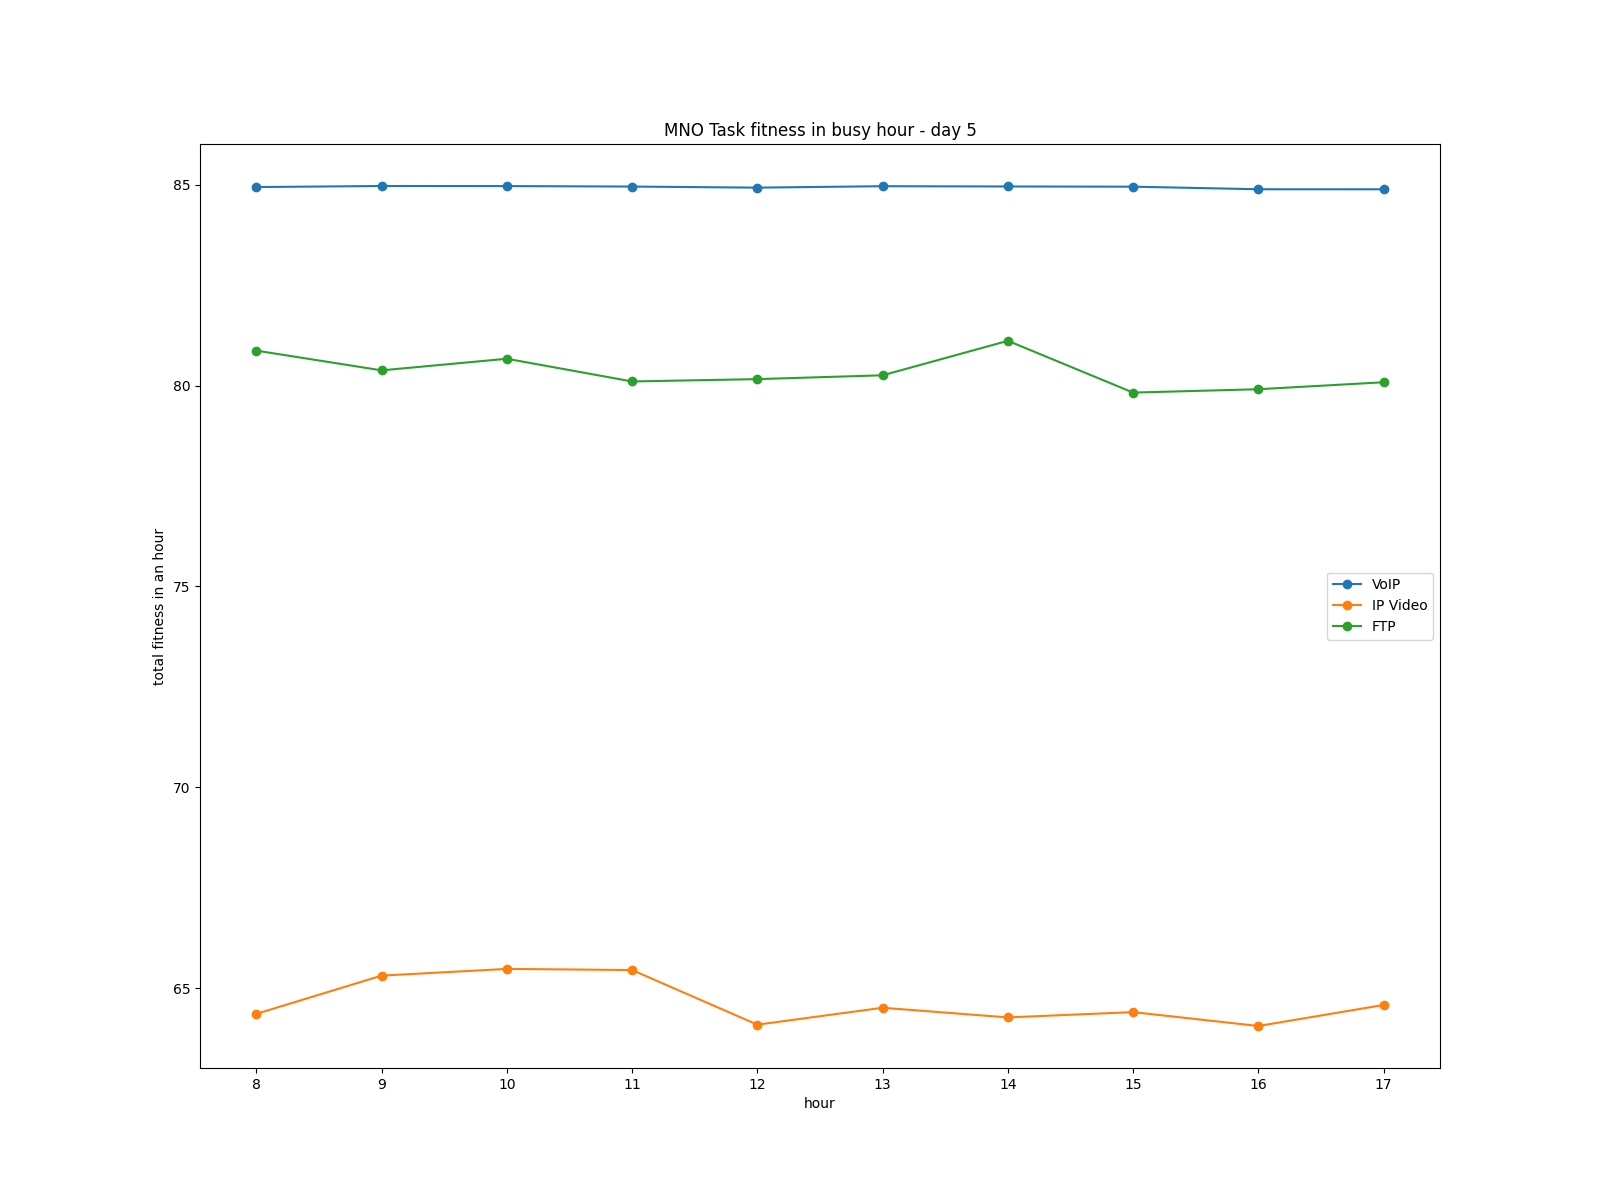 MNO Task fitness in busy hour - day 5
total fitness in an hour
85
80
75
70
65
VoIP
IP Video
FTP
8 9 10 11 12 13 14 15 16 17
hour